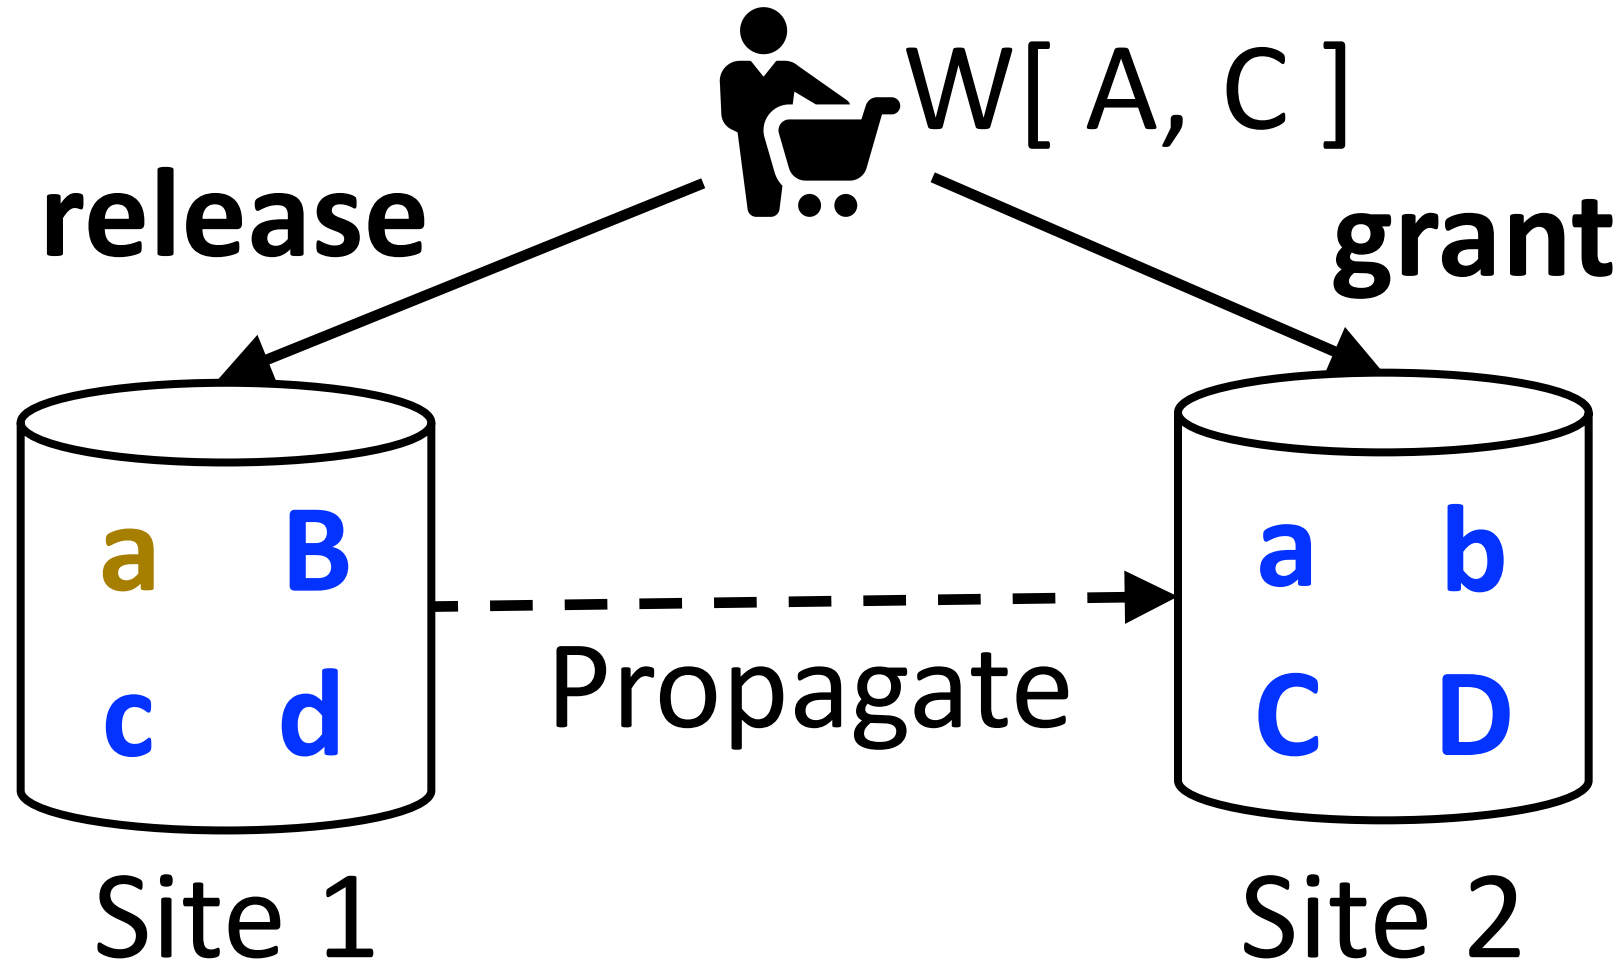 W[ A, C ]
release
grant
a B
c d
Propagate
a b
C D
Site 1
Site 2